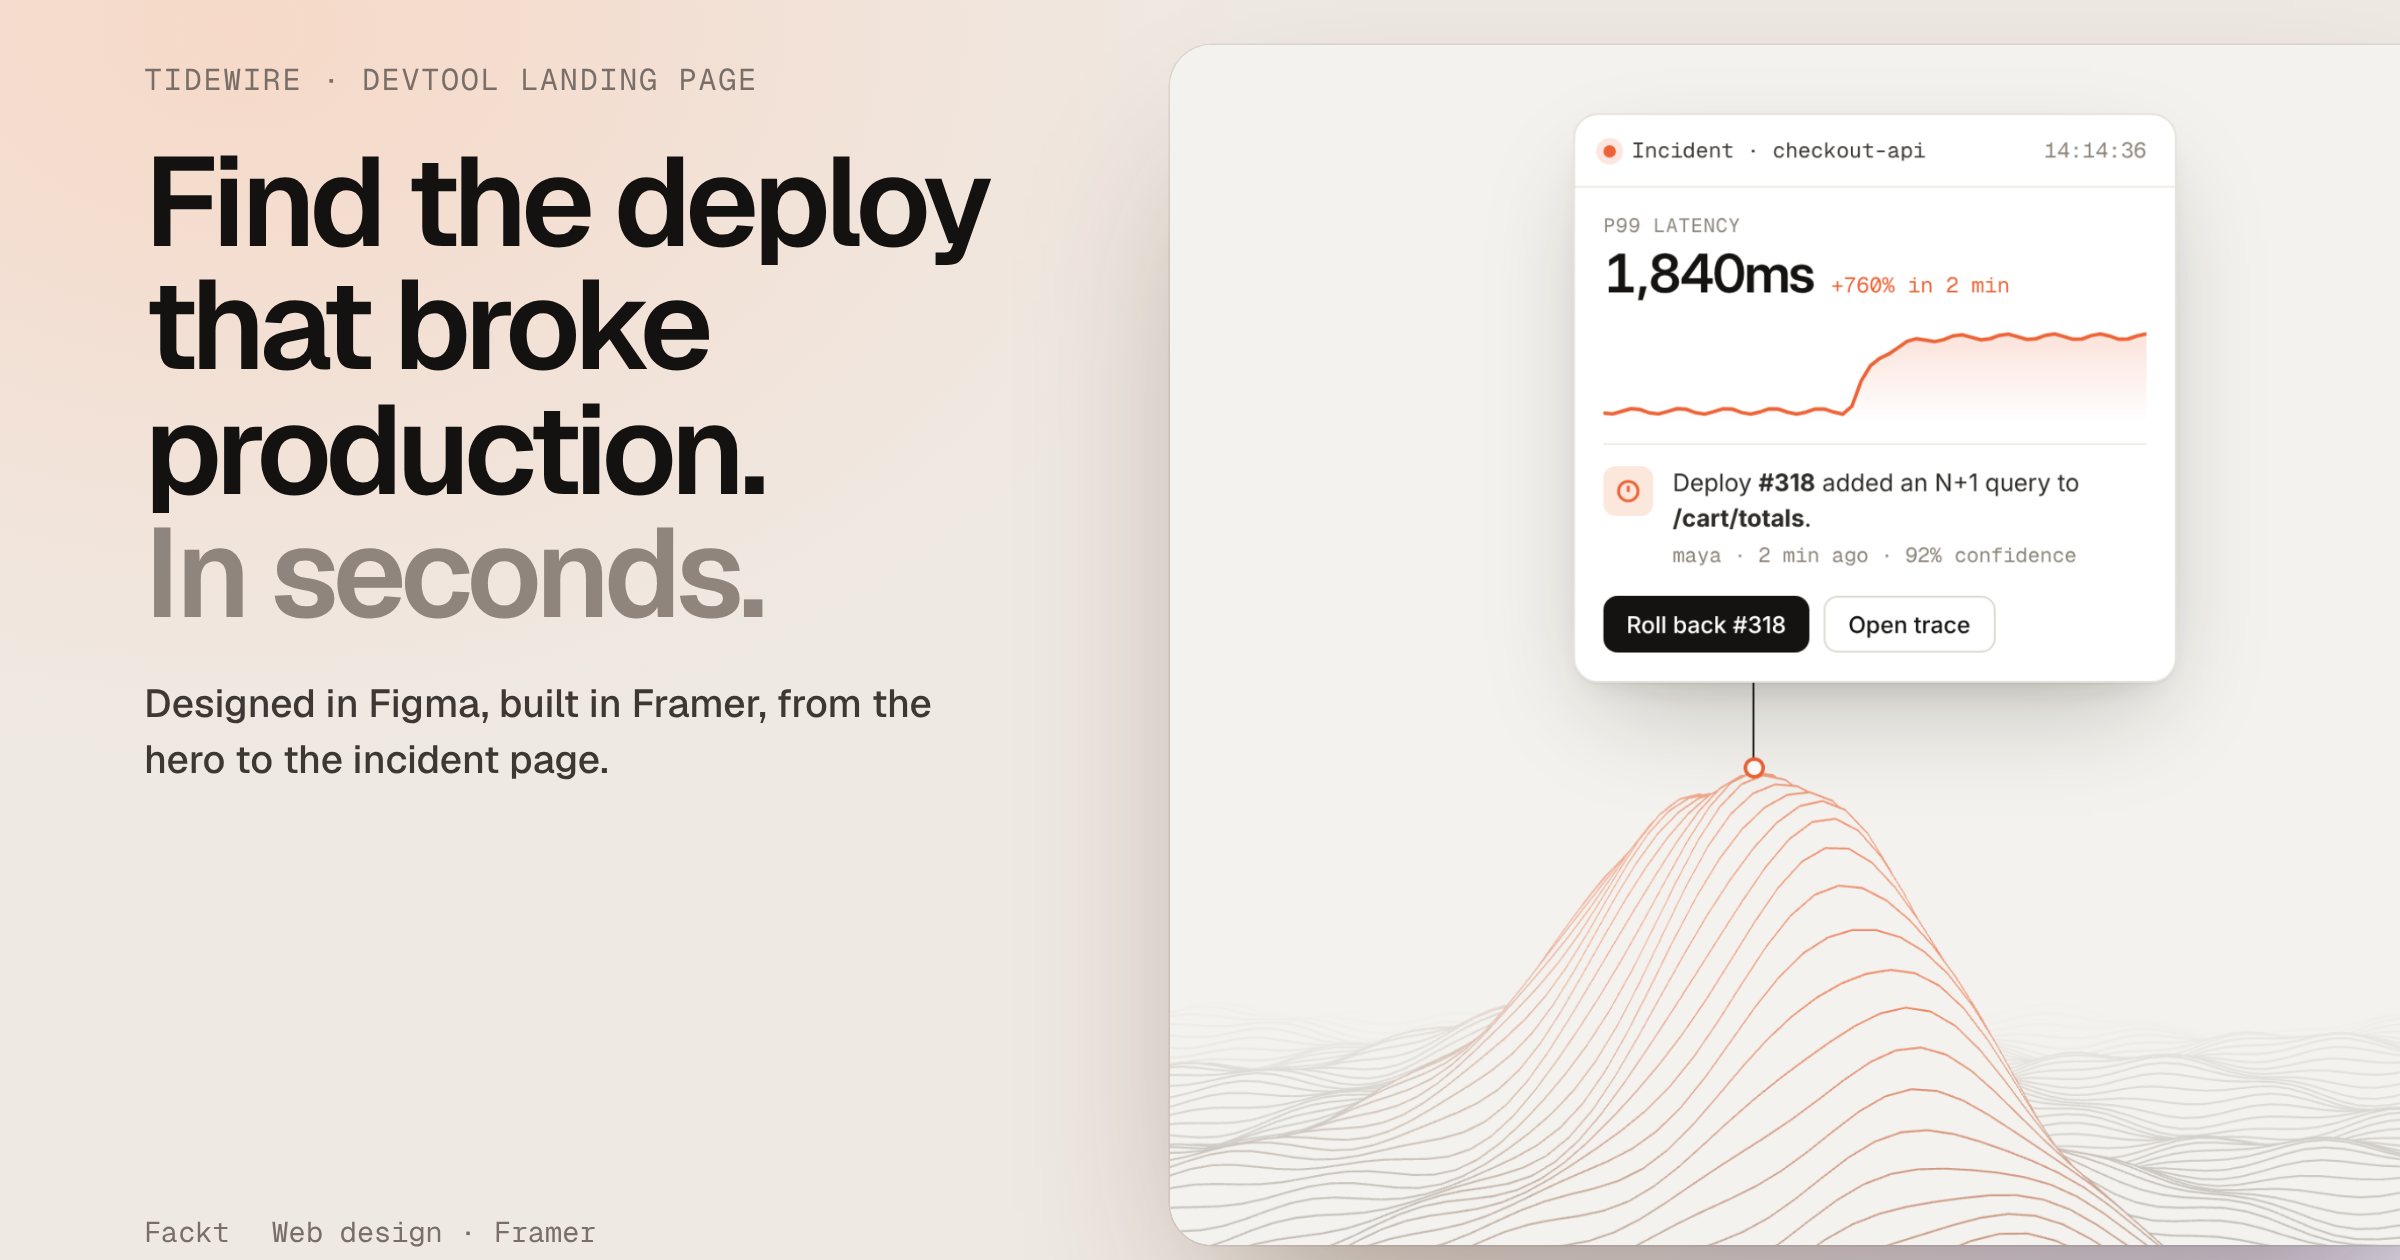 TIDEWIRE · DEVTOOL LANDING PAGE
Find the deploy
that broke
production.
In seconds.
Designed in Figma, built in Framer, from the
hero to the incident page.
Fackt Web design · Framer
Incident · checkout-api 14:14:36
P99 LATENCY
1,840ms +760% in 2 min
Deploy #318 added an N+1 query to
/cart/totals.
maya · 2 min ago · 92% confidence
Roll back #318 Open trace